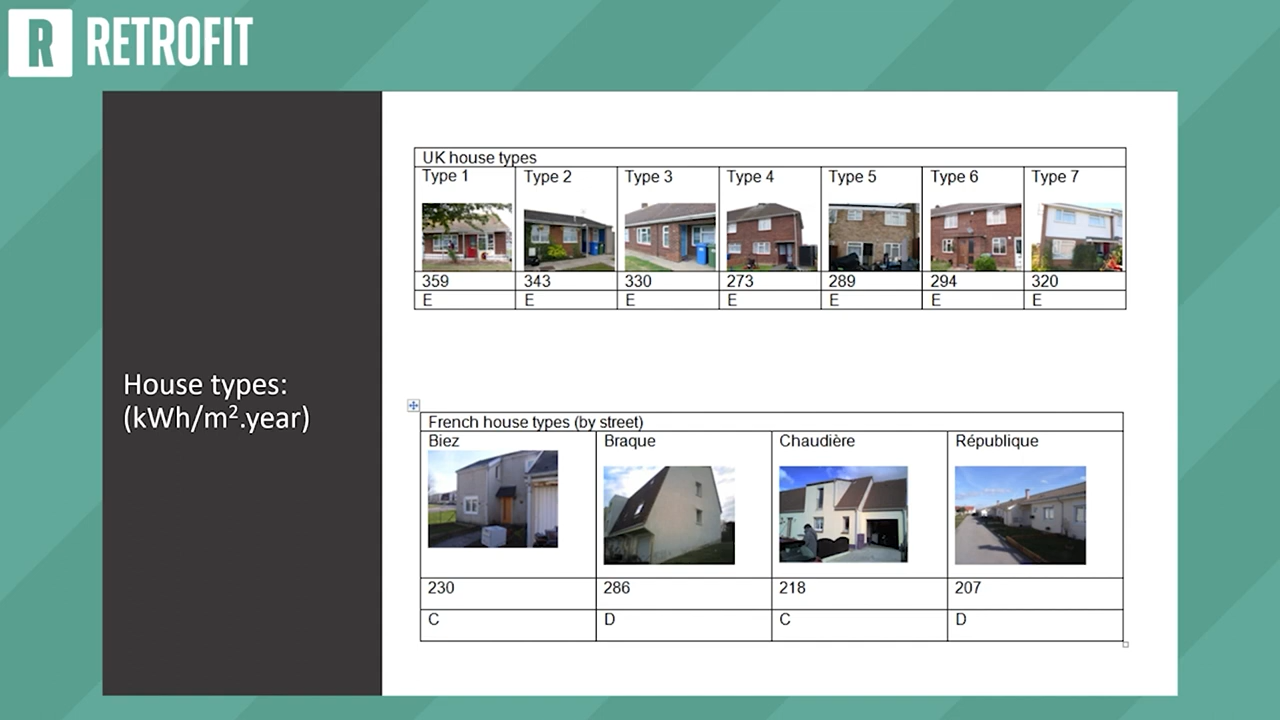 R RETROFIT
UK house types
Type 1 Type 2 Type 3 Type 4 Type 5 Type 6 Type 7
359 343 330 273 289 294 320
E E E E E E E
House types:
(kWh/m².year)
French house types (by street)
Biez Braque Chaudière République
230 286 218 207
C D C D